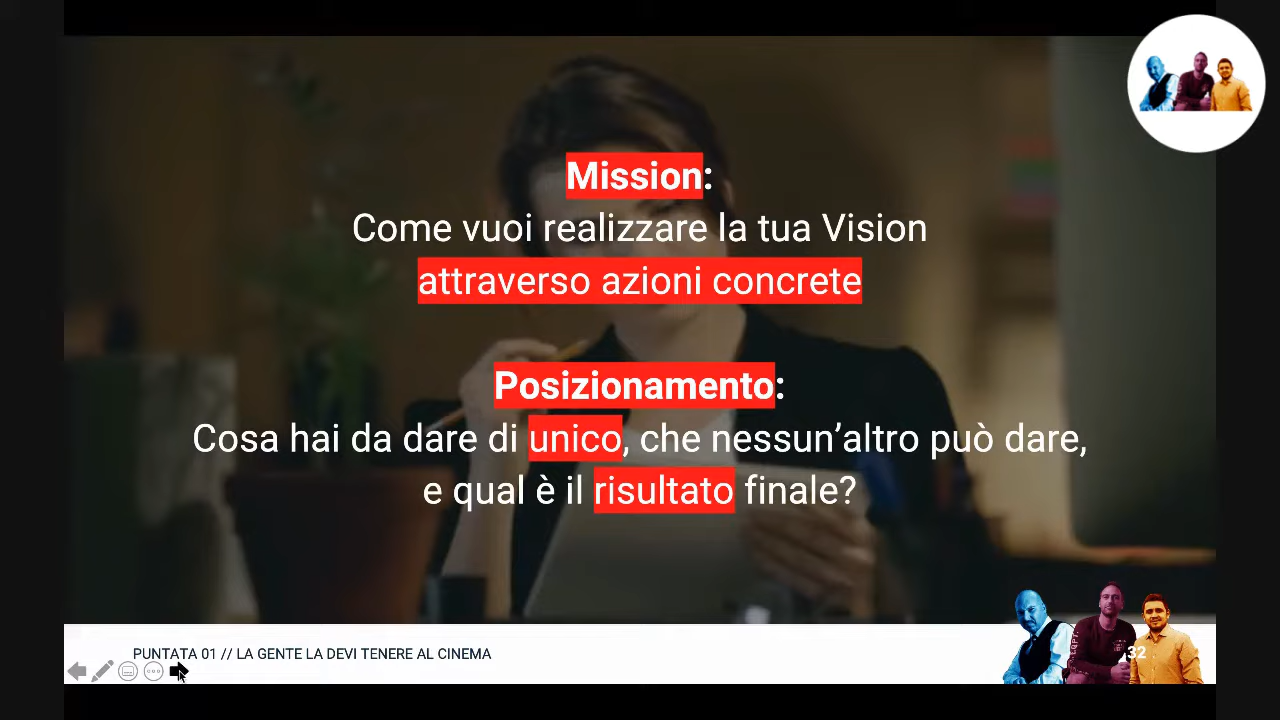 Mission:
Come vuoi realizzare la tua Vision
attraverso azioni concrete
Posizionamento:
Cosa hai da dare di unico, che nessun’altro può dare,
e qual è il risultato finale?
PUNTATA 01 // LA GENTE LA DEVI TENERE AL CINEMA
32